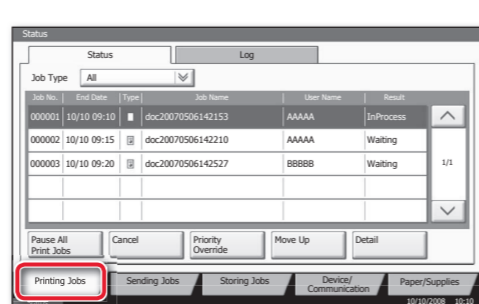 Status
Status Log
Job Type All
Job No. End Date Type Job Name User Name Result
000001 10/10 09:10 doc20070506142153 AAAAA InProcess
000002 10/10 09:15 doc20070506142210 AAAAA Waiting
000003 10/10 09:20 doc20070506142527 BBBBB Waiting
1/1
Pause All
Print Jobs
Cancel
Priority
Override
Move Up
Detail
Printing Jobs
Sending Jobs
Storing Jobs
Device/
Communication
Paper/Supplies
10/10/2008 10:10